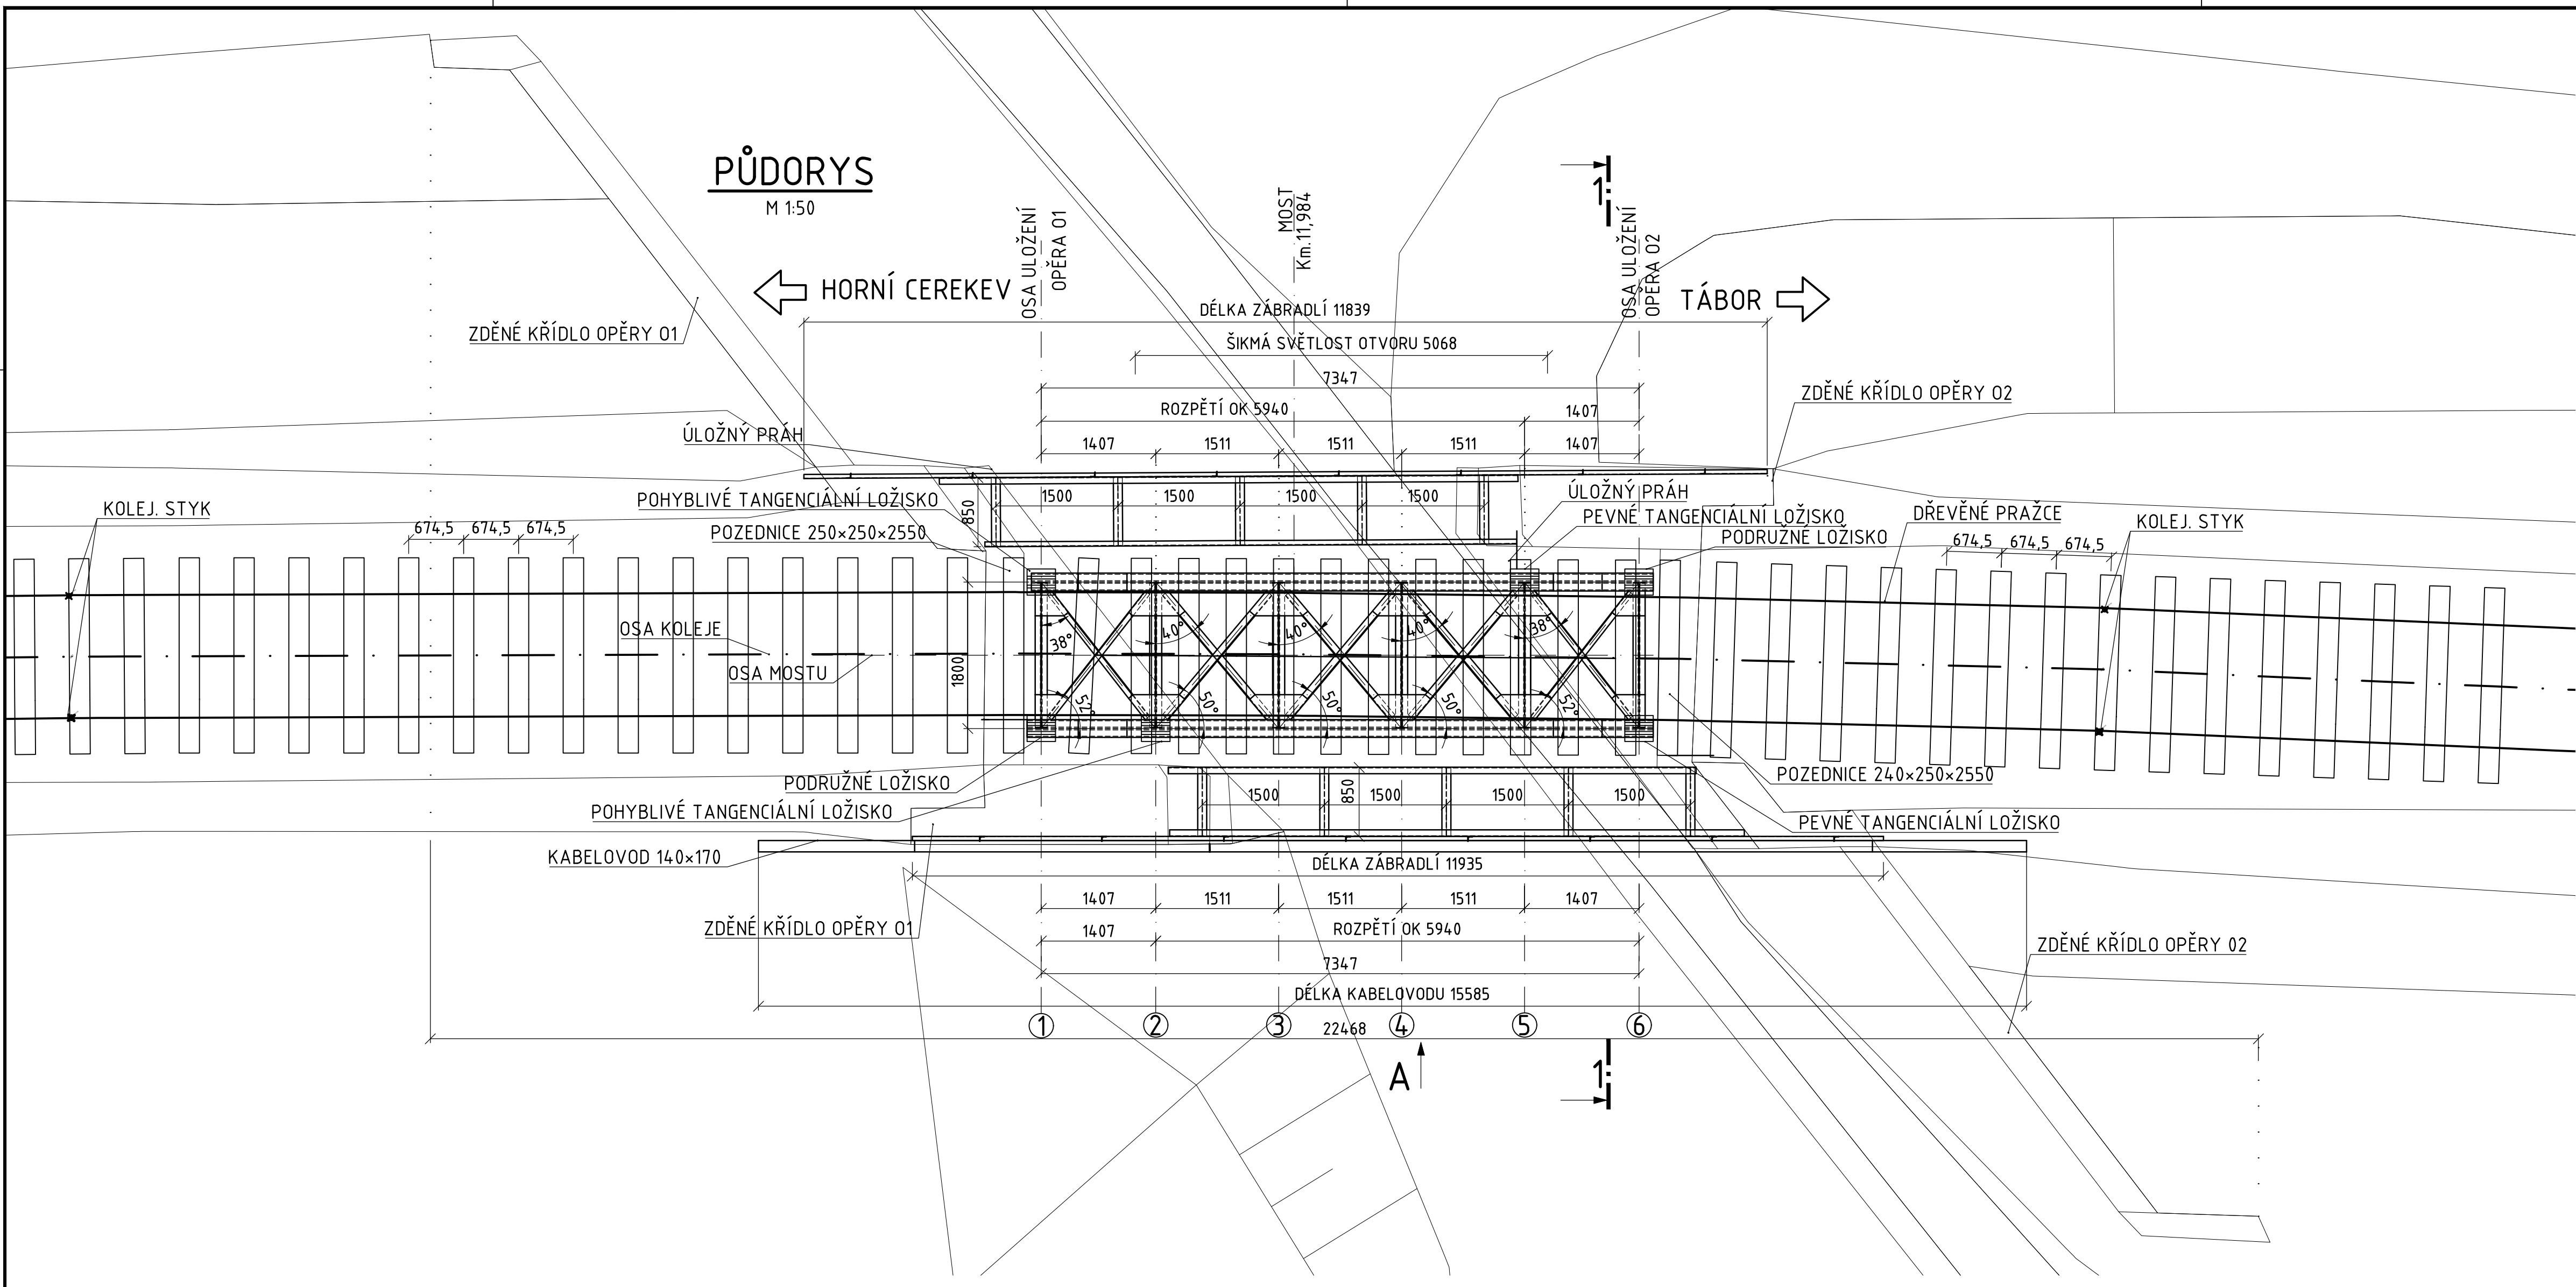 PŮDORYS
M 1:50
OSA ULOŽENÍ
OPĚRA O1
MOST
Km.11,984
OSA ULOŽENÍ
OPĚRA O2
1:
HORNÍ CEREKEV
TÁBOR
DÉLKA ZÁBRADLÍ 11839
ZDĚNÉ KŘÍDLO OPĚRY O1
ŠIKMÁ SVĚTLOST OTVORU 5068
7347
ZDĚNÉ KŘÍDLO OPĚRY O2
ROZPĚTÍ OK 5940
1407
ÚLOŽNÝ PRÁH
1407
1511
1511
1511
1407
POHYBLIVÉ TANGENCIÁLNÍ LOŽISKO
850
1500
1500
1500
1500
ÚLOŽNÝ PRÁH
KOLEJ. STYK
PEVNÉ TANGENCIÁLNÍ LOŽISKO
DŘEVĚNÉ PRAŽCE
KOLEJ. STYK
674,5
674,5
674,5
POZEDNICE 250×250×2550
PODRUŽNÉ LOŽISKO
674,5
674,5
674,5
OSA KOLEJE
38°
40°
40°
40°
38°
OSA MOSTU
1800
52°
50°
50°
50°
52°
PODRUŽNÉ LOŽISKO
POZEDNICE 240×250×2550
1500
850
1500
1500
1500
POHYBLIVÉ TANGENCIÁLNÍ LOŽISKO
PEVNÉ TANGENCIÁLNÍ LOŽISKO
KABELOVOD 140×170
DÉLKA ZÁBRADLÍ 11935
1407
1511
1511
1511
1407
ZDĚNÉ KŘÍDLO OPĚRY O1
1407
ROZPĚTÍ OK 5940
ZDĚNÉ KŘÍDLO OPĚRY O2
7347
DÉLKA KABELOVODU 15585
1
2
3
4
5
6
22468
A
1: